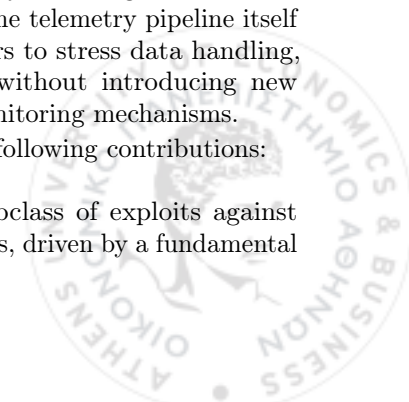 he telemetry pipeline itself
rs to stress data handling,
without introducing new
nitoring mechanisms.
following contributions:
oclass of exploits against
s, driven by a fundamental